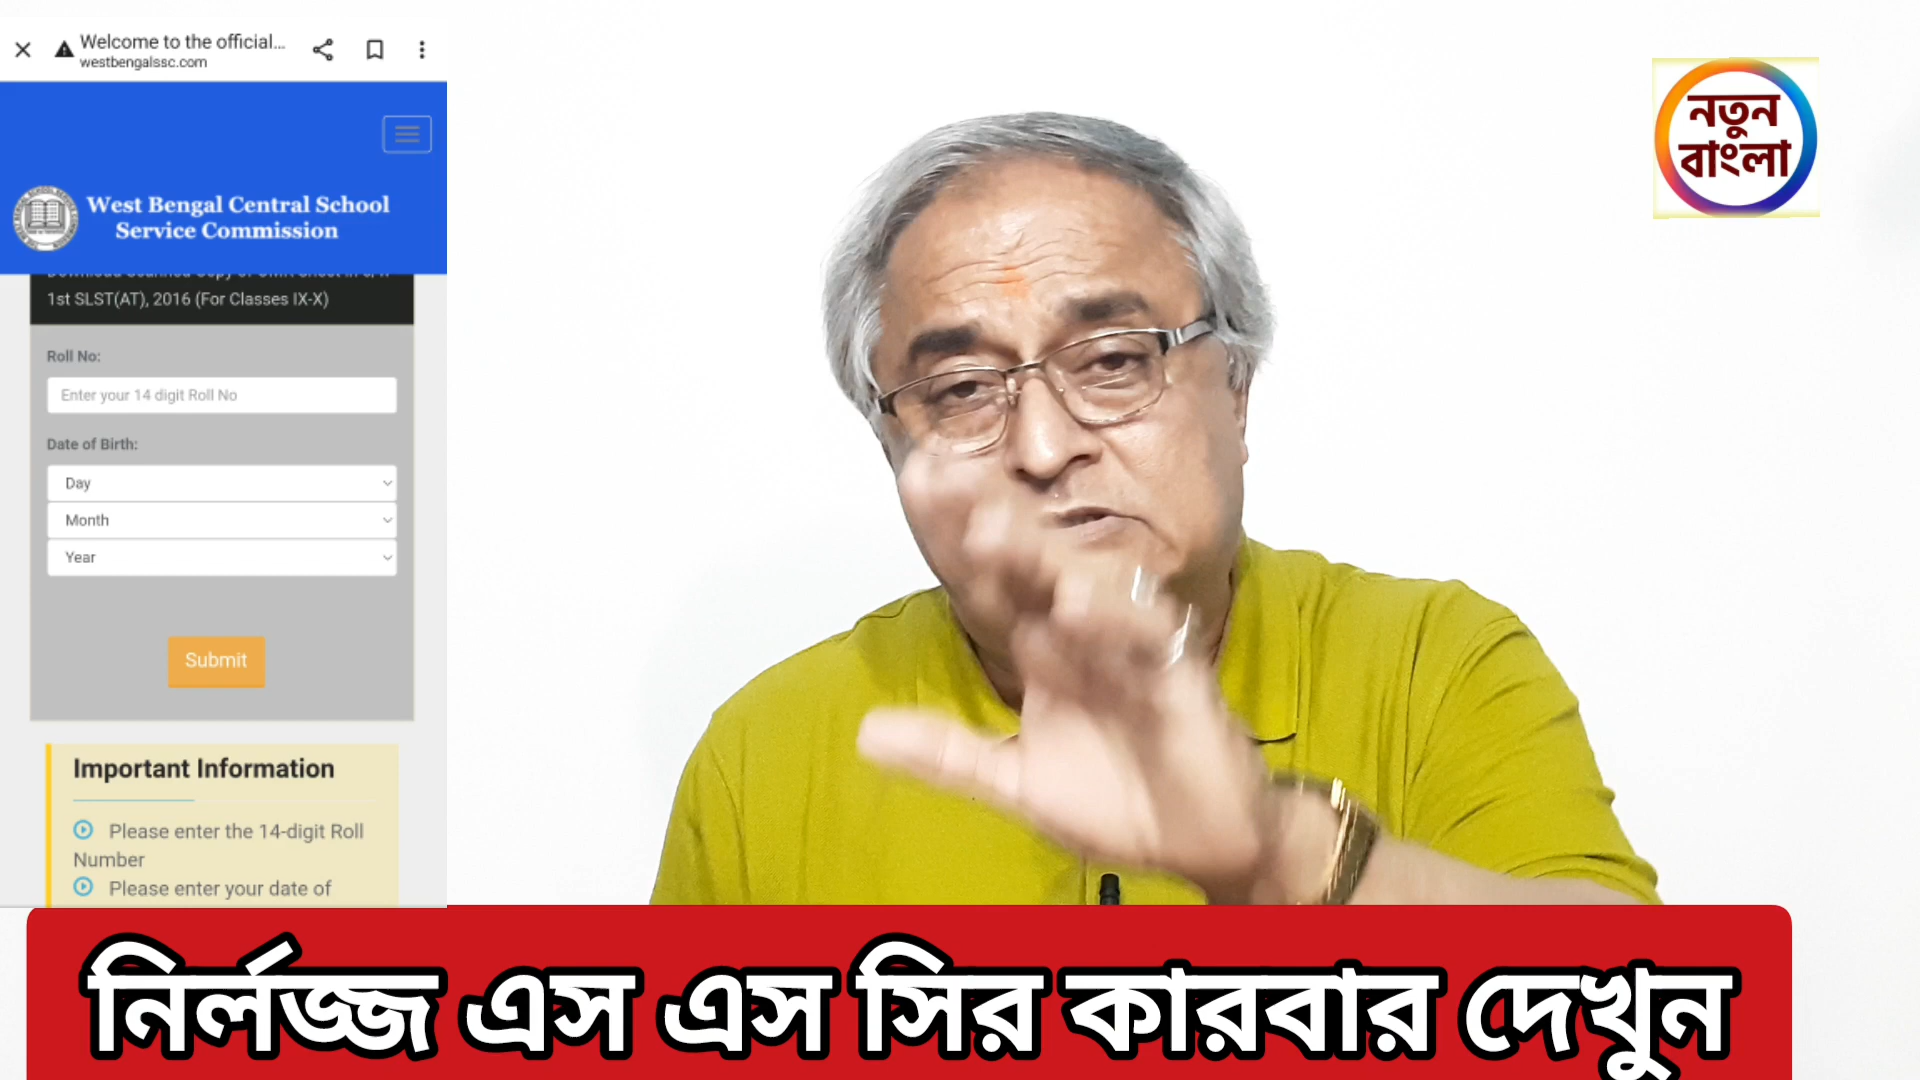 Welcome to the official...
westbengalssc.com
West Bengal Central School
Service Commission
1st SLST(AT), 2016 (For Classes IX-X)
Roll No:
Enter your 14 digit Roll No
Date of Birth:
Day
Month
Year
Submit
Important Information
Please enter the 14-digit Roll
Number
Please enter your date of
নতুন
বাংলা
নির্লজ্জ এস এস সির কারবার দেখুন